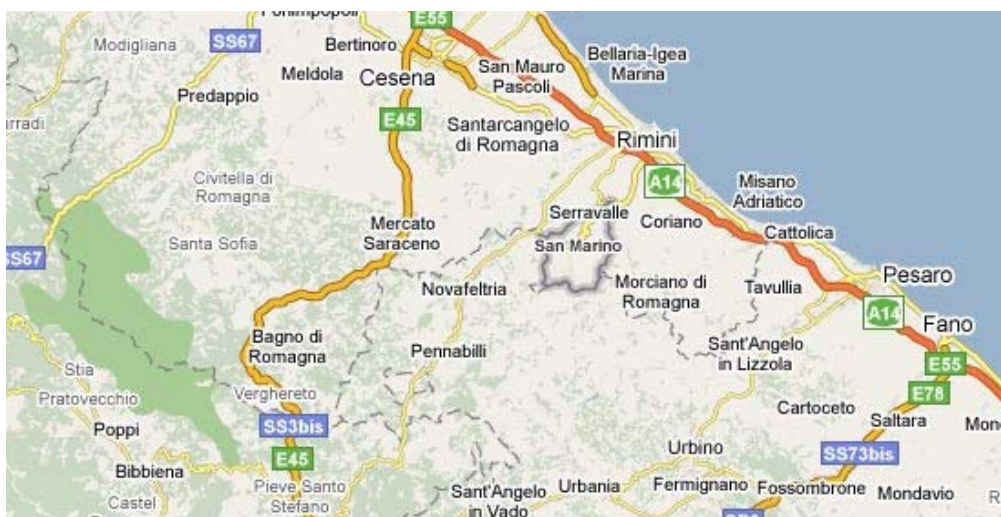 E55
SS67
Modigliana
Bertinoro
Bellaria-Igea
Marina
Meldola
Cesena
San Mauro
Pascoli
Predappio
E45
Santarcangelo
di Romagna
Rimini
A14
Civitella di
Romagna
Misano
Adriatico
Serravalle
Coriano
Mercato
Saraceno
Cattolica
Santa Sofia
San Marino
SS67
Pesaro
Novafeltria
Morciano di
Romagna
Tavullia
A14
Fano
Bagno di
Romagna
Pennabilli
Sant'Angelo
in Lizzola
E55
Stia
Verghereto
E78
Pratovecchio
Cartoceto
Saltara
Poppi
SS3bis
Urbino
SS73bis
Bibbiena
E45
Castel
Pieve Santo
Stefano
Sant'Angelo
in Vado
Urbania
Fermignano
Fossombrone
Mondavio